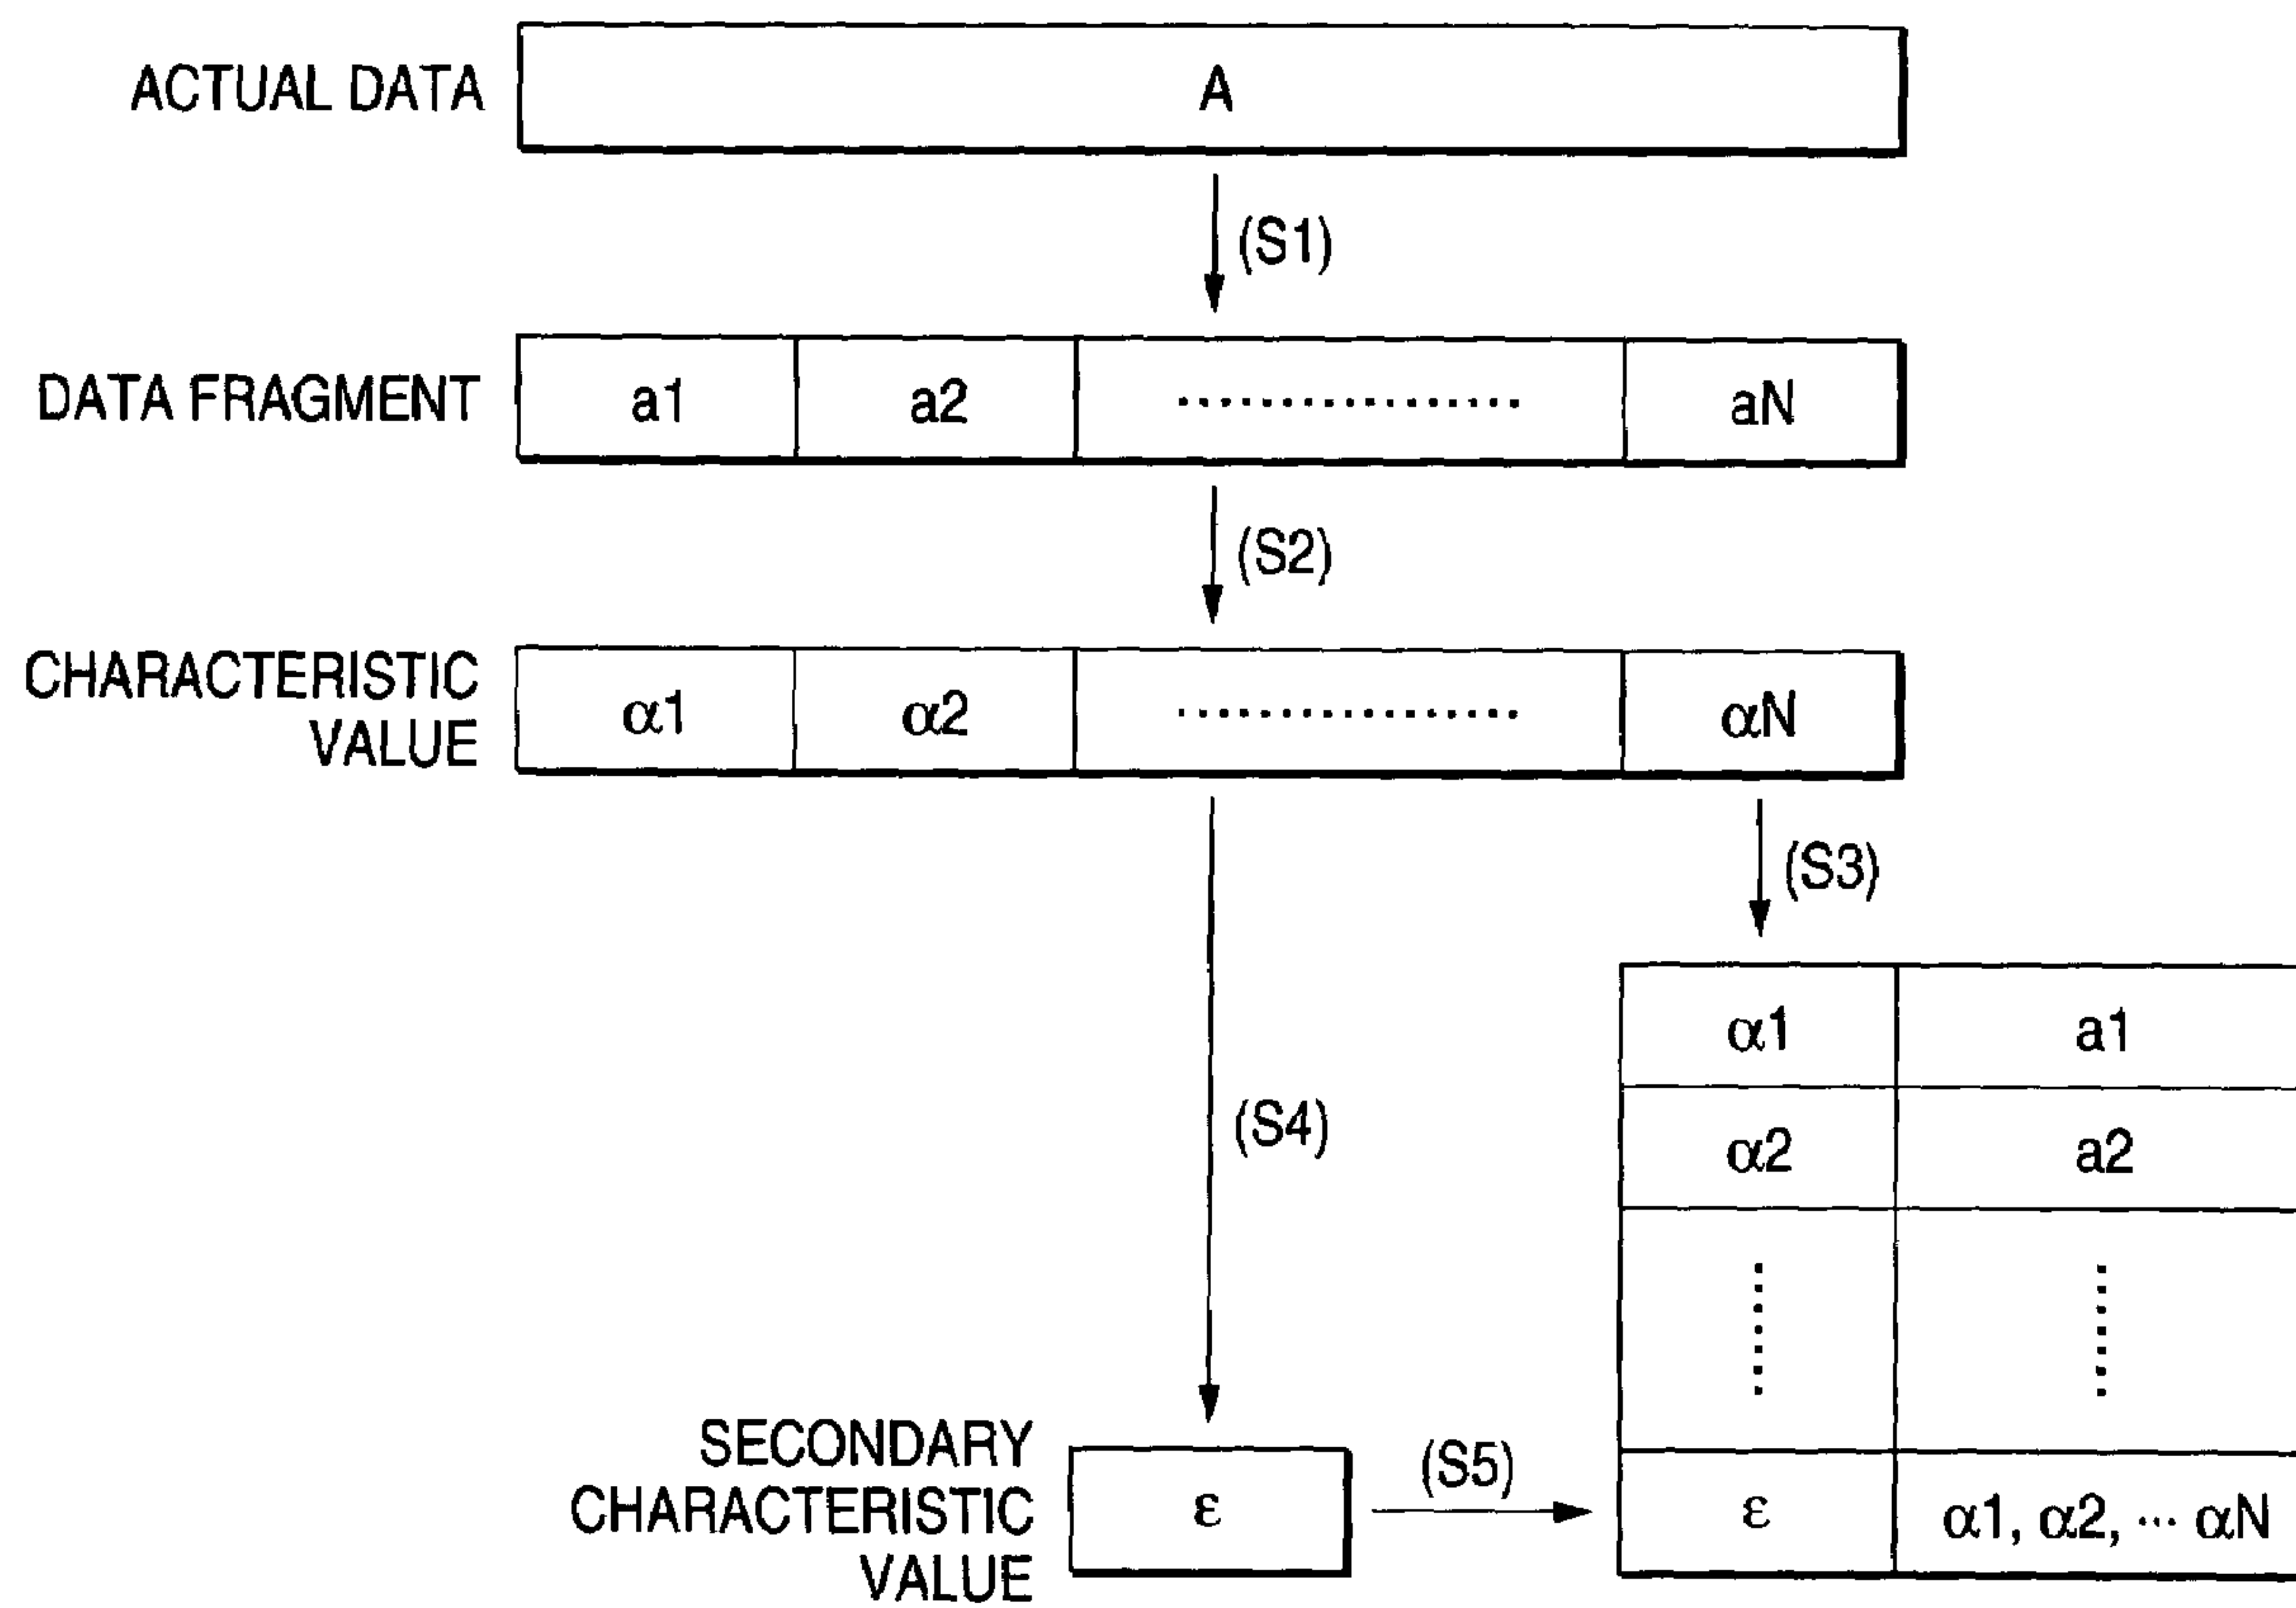 ACTUAL DATA
A
(S1)
DATA FRAGMENT
a1 a2 ................. aN
(S2)
CHARACTERISTIC
VALUE
α1 α2 ................. αN
(S3)
α1 a1
(S4)
α2 a2
SECONDARY
CHARACTERISTIC
VALUE
ε
(S5)
ε α1, α2, ... αN